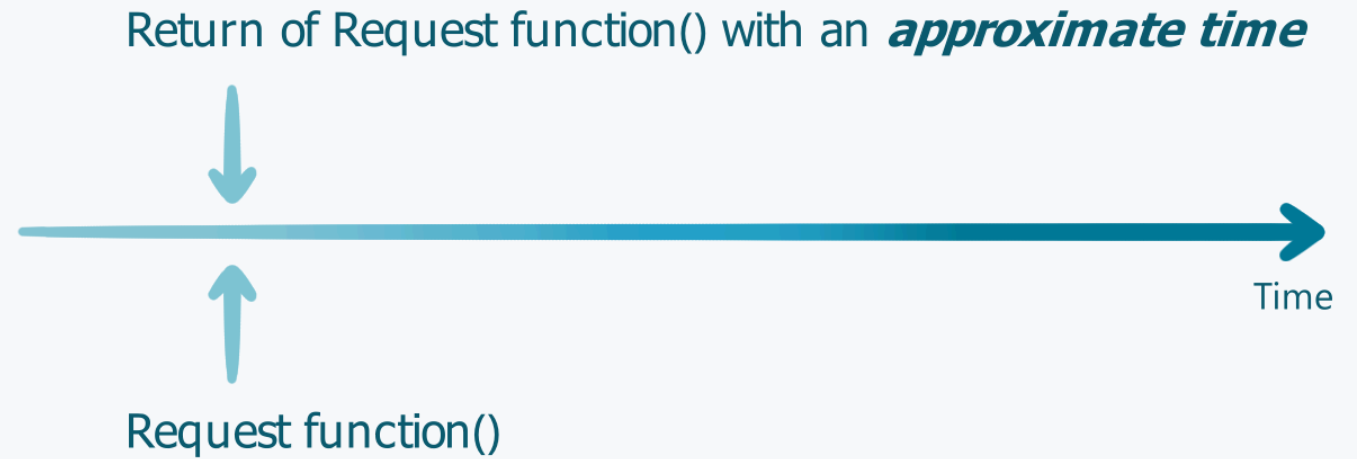 Return of Request function() with an approximate time
Time
Request function()